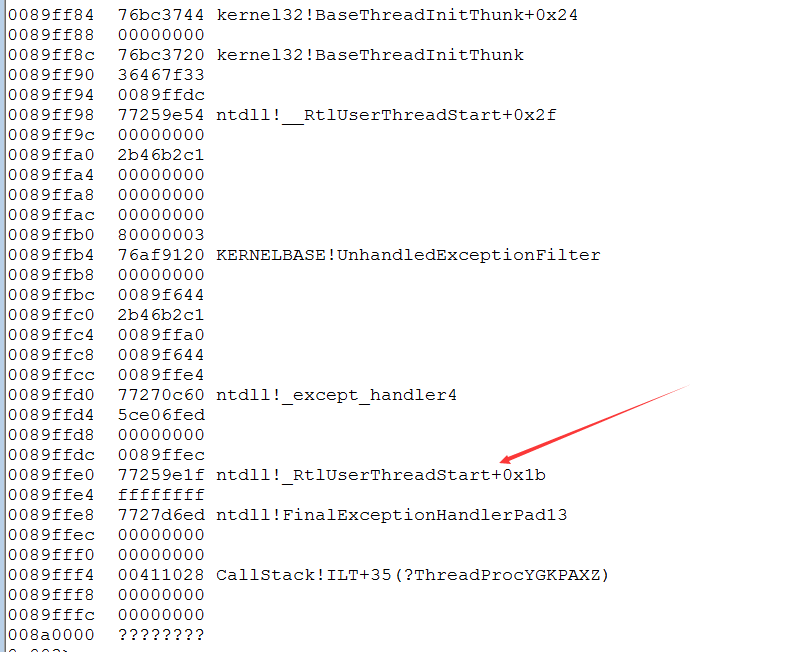 0089ff84  76bc3744 kernel32!BaseThreadInitThunk+0x24
0089ff88  00000000
0089ff8c  76bc3720 kernel32!BaseThreadInitThunk
0089ff90  36467f33
0089ff94  0089ffdc
0089ff98  77259e54 ntdll!__RtlUserThreadStart+0x2f
0089ff9c  00000000
0089ffa0  2b46b2c1
0089ffa4  00000000
0089ffa8  00000000
0089ffac  00000000
0089ffb0  80000003
0089ffb4  76af9120 KERNELBASE!UnhandledExceptionFilter
0089ffb8  00000000
0089ffbc  0089f644
0089ffc0  2b46b2c1
0089ffc4  0089ffa0
0089ffc8  0089f644
0089ffcc  0089ffe4
0089ffd0  77270c60 ntdll!_except_handler4
0089ffd4  5ce06fed
0089ffd8  00000000
0089ffdc  0089ffec
0089ffe0  77259e1f ntdll!_RtlUserThreadStart+0x1b
0089ffe4  ffffffff
0089ffe8  7727d6ed ntdll!FinalExceptionHandlerPad13
0089ffec  00000000
0089fff0  00000000
0089fff4  00411028 CallStack!ILT+35(?ThreadProcYGKPAXZ)
0089fff8  00000000
0089fffc  00000000
008a0000  ????????